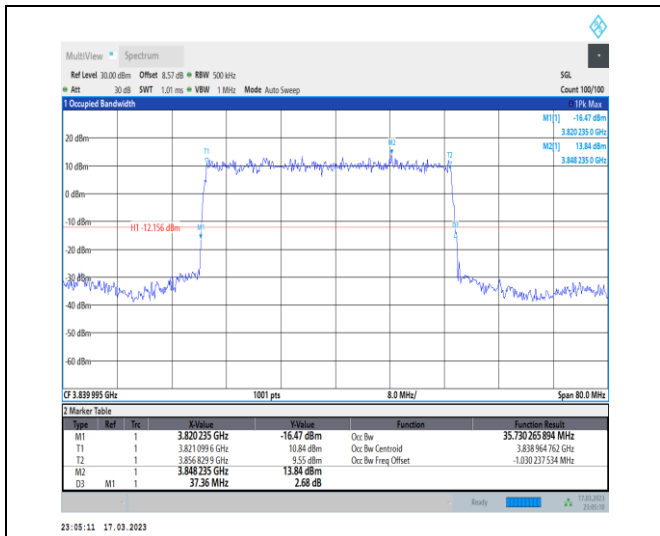 MultiView Spectrum
Ref Level 30.00 dBm Offset 8.57 dB RBW 500 kHz SGL
Att 30 dB SWT 1.01 ms VBW 1 MHz Mode Auto Sweep Count 100/100
1 Occupied Bandwidth 1Pk Max
M1[1] -16.47 dBm
3.820 235 0 GHz
M2[1] 13.84 dBm
3.848 235 0 GHz
20 dBm
T1 M2 T2
10 dBm
0 dBm
-10 dBm
H1 -12.156 dBm M1
-30 dBm
-40 dBm
-50 dBm
-60 dBm
CF 3.839 995 GHz 1001 pts 8.0 MHz/ Span 80.0 MHz
2 Marker Table
Type Ref Trc X-Value Y-Value Function Function Result
M1 1 3.820 235 GHz -16.47 dBm Occ Bw 35.730 265 894 MHz
T1 1 3.821 099 6 GHz 10.84 dBm Occ Bw Centroid 3.838 964 762 GHz
T2 1 3.856 829 9 GHz 9.55 dBm Occ Bw Freq Offset -1.030 237 534 MHz
M2 1 3.848 235 GHz 13.84 dBm
D3 M1 1 37.36 MHz 2.68 dB
Ready 17.03.2023
23:05:10
23:05:11 17.03.2023